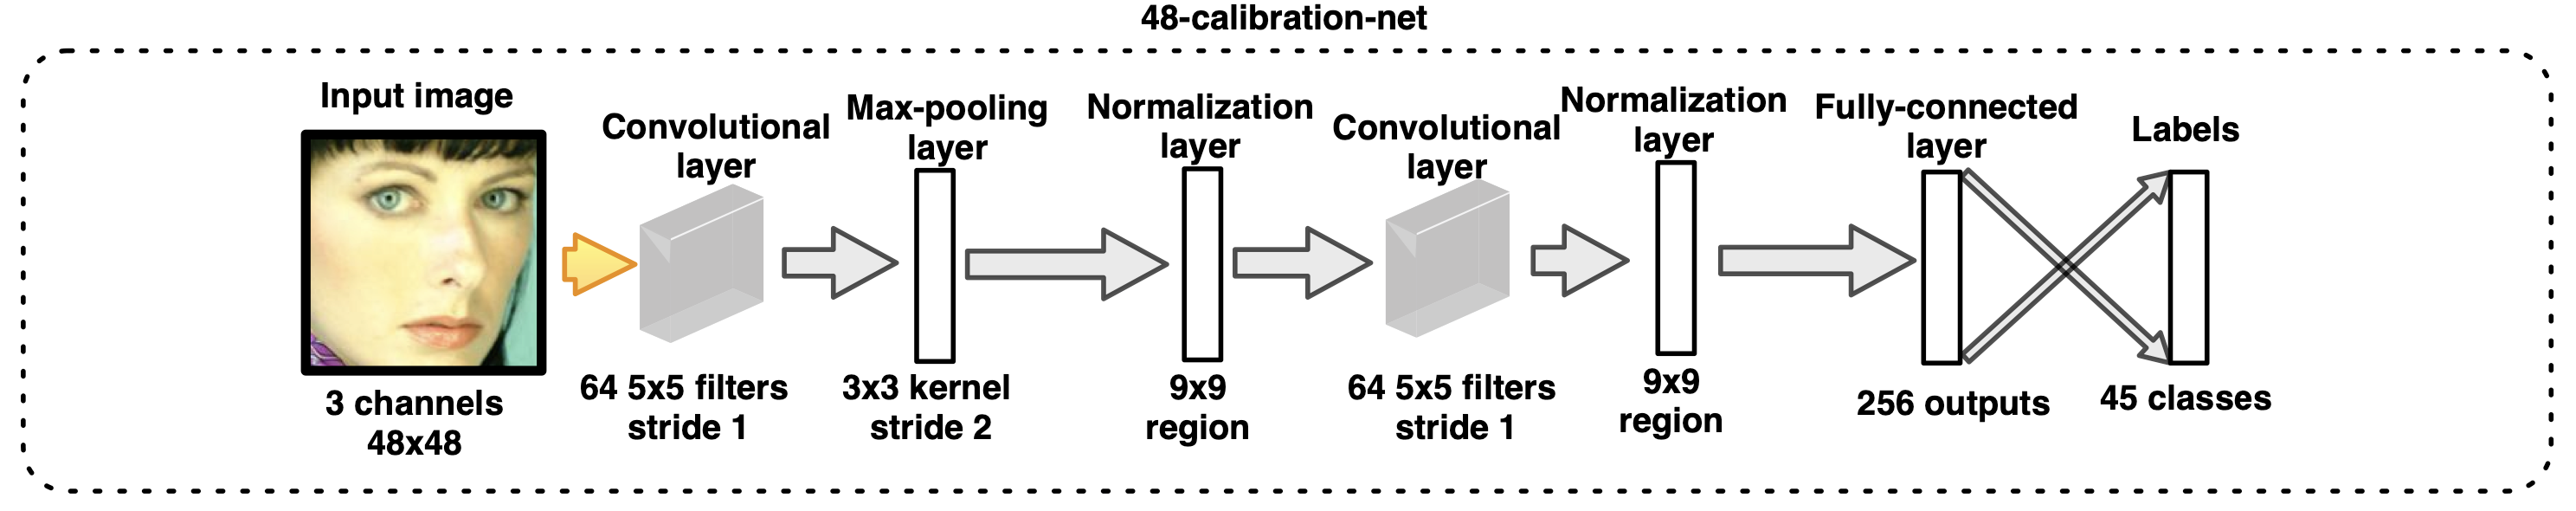 48-calibration-net
Input image
3 channels
48x48
Convolutional
layer
64 5x5 filters
stride 1
Max-pooling
layer
3x3 kernel
stride 2
Normalization
layer
9x9
region
Convolutional
layer
64 5x5 filters
stride 1
Normalization
layer
9x9
region
Fully-connected
layer
256 outputs
Labels
45 classes